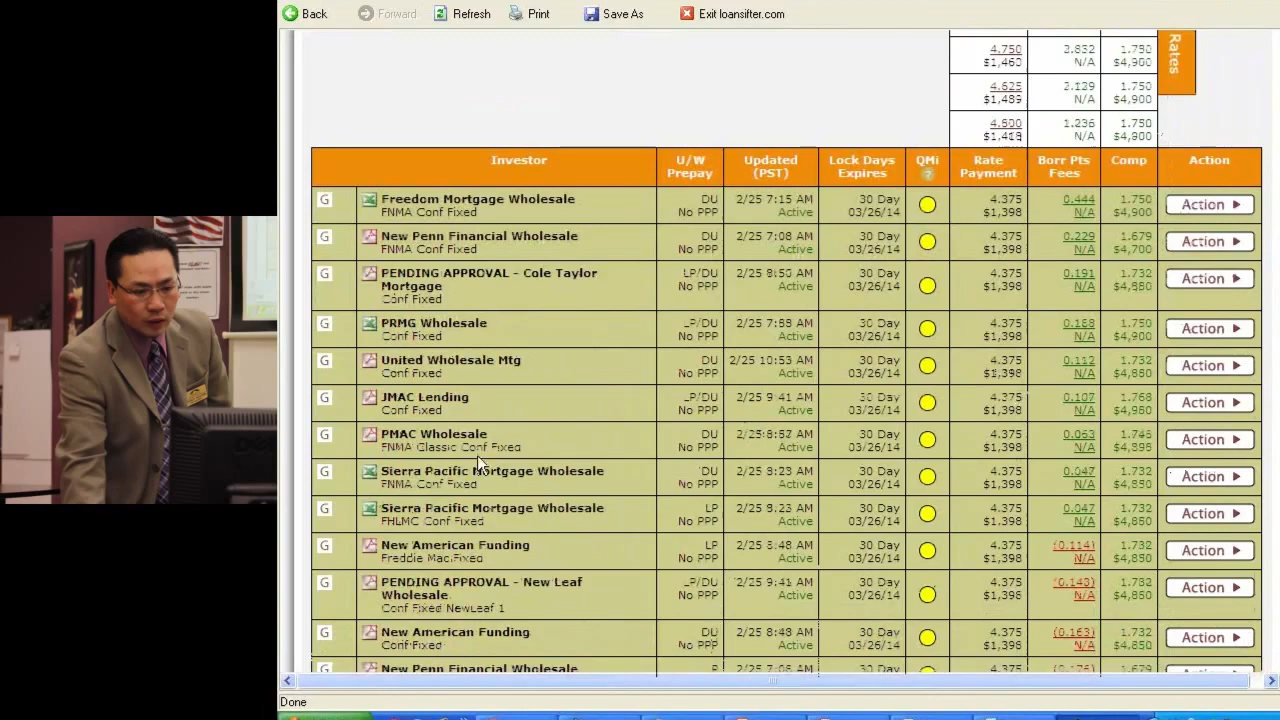 Back Forward Refresh Print Save As Exit loansifter.com
Rates
4.750 2.832 1.750
$1,460 N/A $4,900
4.625 2.129 1.750
$1,439 N/A $4,900
4.500 1.236 1.750
$1,419 N/A $4,900
Investor U/W Prepay Updated (PST) Lock Days Expires QMi ? Rate Payment Borr Pts Fees Comp Action
G Freedom Mortgage Wholesale DU 2/25 7:15 AM 30 Day 4.375 0.444 1.750 Action
FNMA Conf Fixed No PPP Active 03/26/14 $1,398 N/A $4,900
G New Penn Financial Wholesale DU 2/25 7:08 AM 30 Day 4.375 0.229 1.679 Action
FNMA Conf Fixed No PPP Active 03/26/14 $1,398 N/A $4,700
G PENDING APPROVAL - Cole Taylor LP/DU 2/25 8:50 AM 30 Day 4.375 0.191 1.732 Action
Mortgage No PPP Active 03/26/14 $1,398 N/A $4,850
Conf Fixed
G PRMG Wholesale LP/DU 30 Day 4.375 0.168 1.750 Action
Conf Fixed No PPP Active 03/26/14 $1,398 N/A $4,900
G United Wholesale Mtg DU 2/25 10:53 AM 30 Day 4.375 0.112 1.732 Action
Conf Fixed No PPP Active 03/26/14 $1,398 N/A $4,850
G JMAC Lending LP/DU 2/25 9:41 AM 30 Day 4.375 0.107 1.768 Action
Conf Fixed No PPP Active 03/26/14 $1,398 N/A
G PMAC Wholesale DU 30 Day 4.375 0.063 Action
FNMA Classic Conf Fixed No PPP Active 03/26/14 $1,398 N/A
G Sierra Pacific Mortgage Wholesale DU 2/25 8:23 AM 30 Day 4.375 0.047 1.732 Action
FNMA Conf Fixed No PPP Active 03/26/14 $1,398 N/A $4,850
G Sierra Pacific Mortgage Wholesale LP 2/25 8:23 AM 30 Day 4.375 0.047 1.732 Action
FHLMC Conf Fixed No PPP Active 03/26/14 $1,398 N/A $4,850
G New American Funding LP 2/25 8:48 AM 30 Day 4.375 (0.114) 1.732 Action
Freddie Mac Fixed No PPP Active 03/26/14 $1,398 N/A $4,850
G PENDING APPROVAL - New Leaf LP/DU 2/25 9:41 AM 30 Day 4.375 1.732 Action
Wholesale No PPP Active 03/26/14 $1,398 N/A $4,850
Conf Fixed NewLeaf 1
G New American Funding DU 2/25 8:48 AM 30 Day 4.375 (0.163) 1.732 Action
Conf Fixed No PPP Active 03/26/14 $1,398 N/A $4,850
New Penn Financial Wholesale 30 Day 4.375 (0.176) 1.679
Done